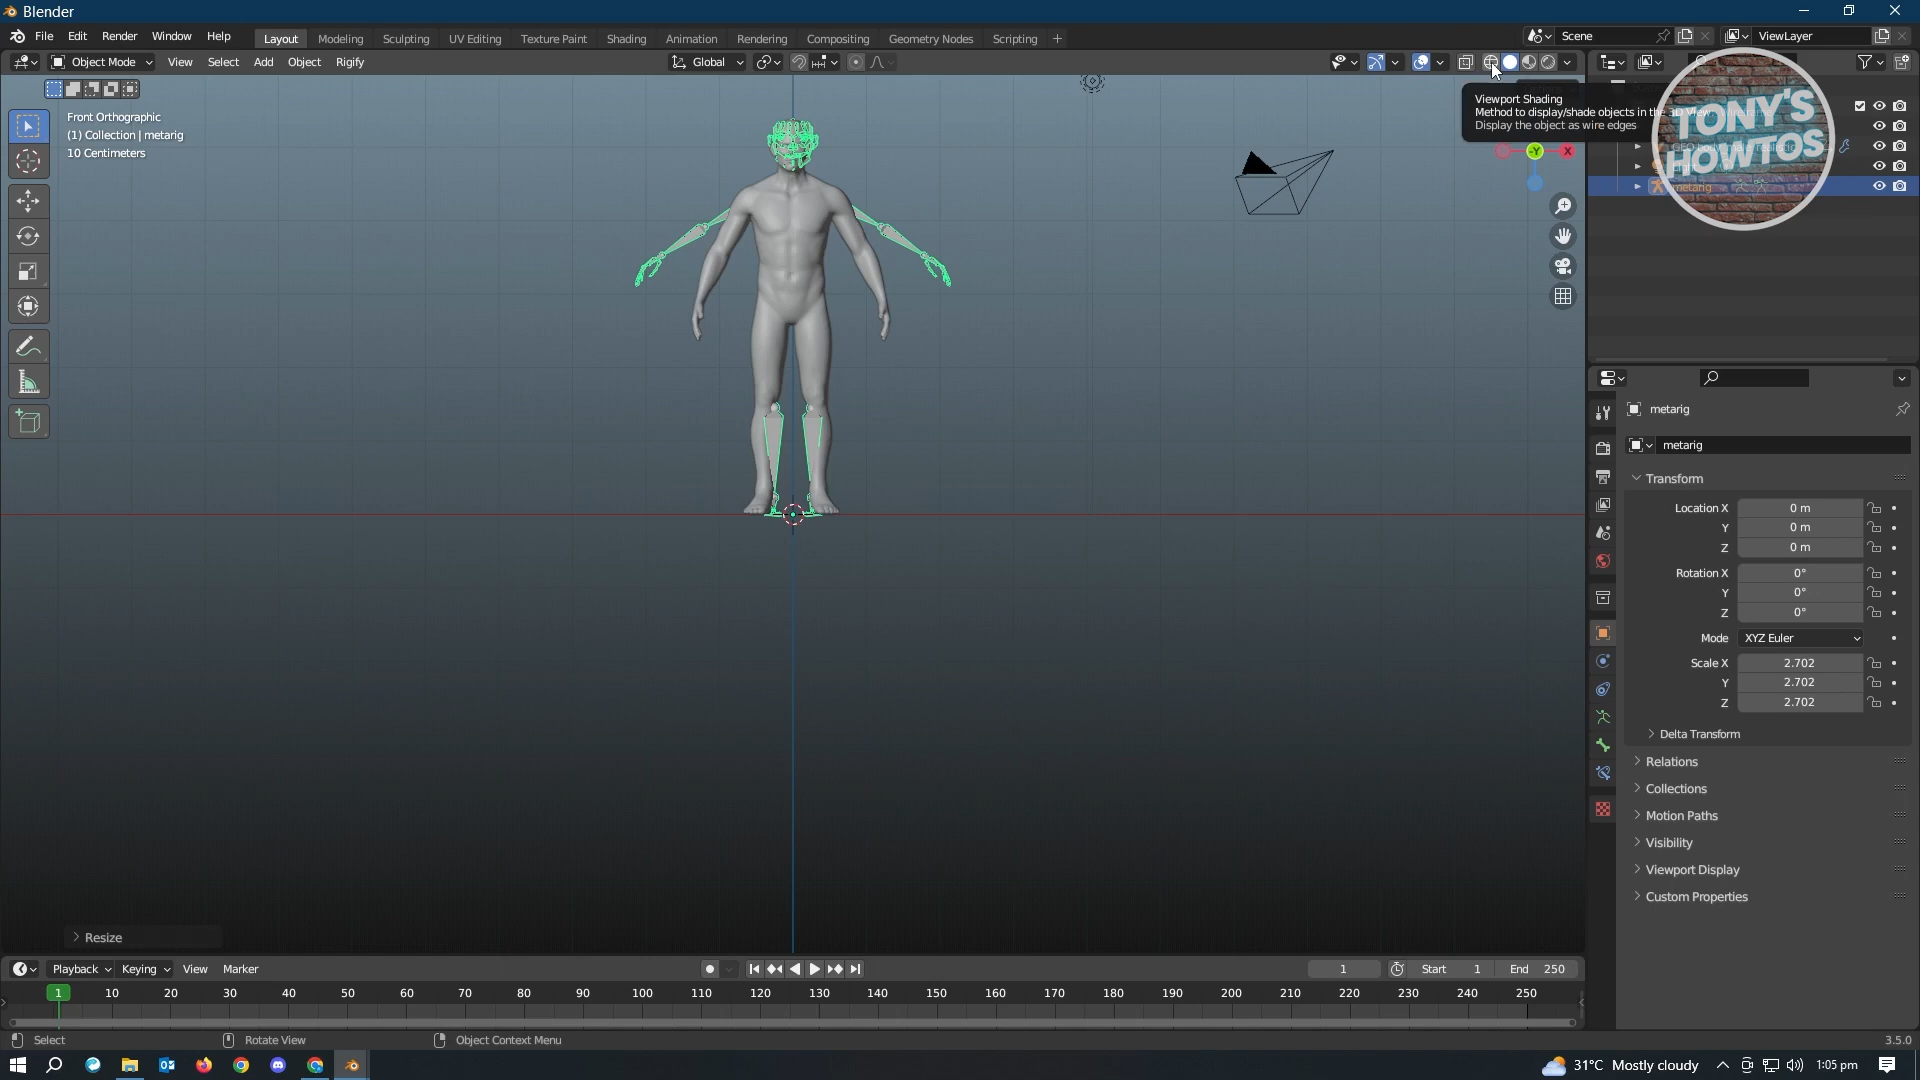 Blender
File Edit Render Window Help
Layout Modeling Sculpting UV Editing Texture Paint Shading Animation Rendering Compositing Geometry Nodes Scripting +
Scene
ViewLayer
Object Mode View Select Add Object Rigify
Global
Front Orthographic
(1) Collection | metarig
10 Centimeters
Viewport Shading
Method to display/shade objects in the 3D View
Display the object as wire edges
TONY'S
HOWTOS
-Y
X
metarig
metarig
metarig
Transform
Location X 0 m
Y 0 m
Z 0 m
Rotation X 0°
Y 0°
Z 0°
Mode XYZ Euler
Scale X 2.702
Y 2.702
Z 2.702
Delta Transform
Relations
Collections
Motion Paths
Visibility
Viewport Display
Custom Properties
Resize
Playback Keying View Marker
1 Start 1 End 250
1 10 20 30 40 50 60 70 80 90 100 110 120 130 140 150 160 170 180 190 200 210 220 230 240 250
Select Rotate View Object Context Menu
3.5.0
31°C Mostly cloudy
1:05 pm